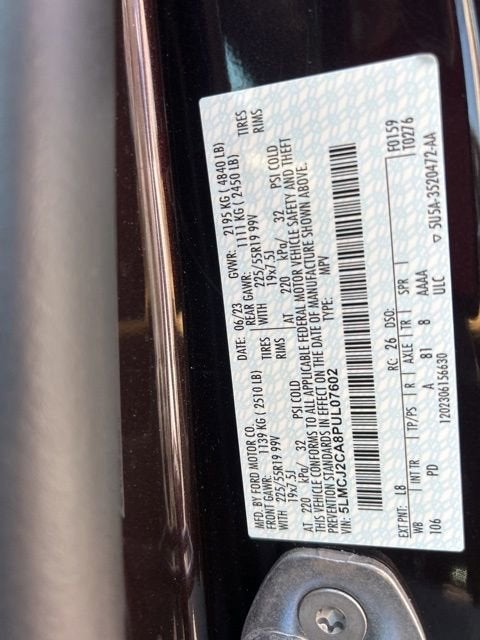 MFD. BY FORD MOTOR CO.
DATE: 06/23
GVWR: 2195 KG ( 4840 LB)
FRONT GAWR: 1139 KG ( 2510 LB)
REAR GAWR: 1111 KG ( 2450 LB)
WITH 225/55R19 99V TIRES
WITH 225/55R19 99V TIRES
19x7.5J RIMS
19x7.5J RIMS
AT 220 kPa/ 32 PSI COLD
AT 220 kPa/ 32 PSI COLD
THIS VEHICLE CONFORMS TO ALL APPLICABLE FEDERAL MOTOR VEHICLE SAFETY AND THEFT
PREVENTION STANDARDS IN EFFECT ON THE DATE OF MANUFACTURE SHOWN ABOVE.
VIN: 5LMCJ2CA8PUL07602
TYPE: MPV
F0159
T0276
EXT PNT: L8 RC: 26 DSO:
WB INT TR TP/PS R AXLE TR SPR
106 PD A 81 8 AAAA
ULC
1202306156630
▽ 5U5A-3520472-AA